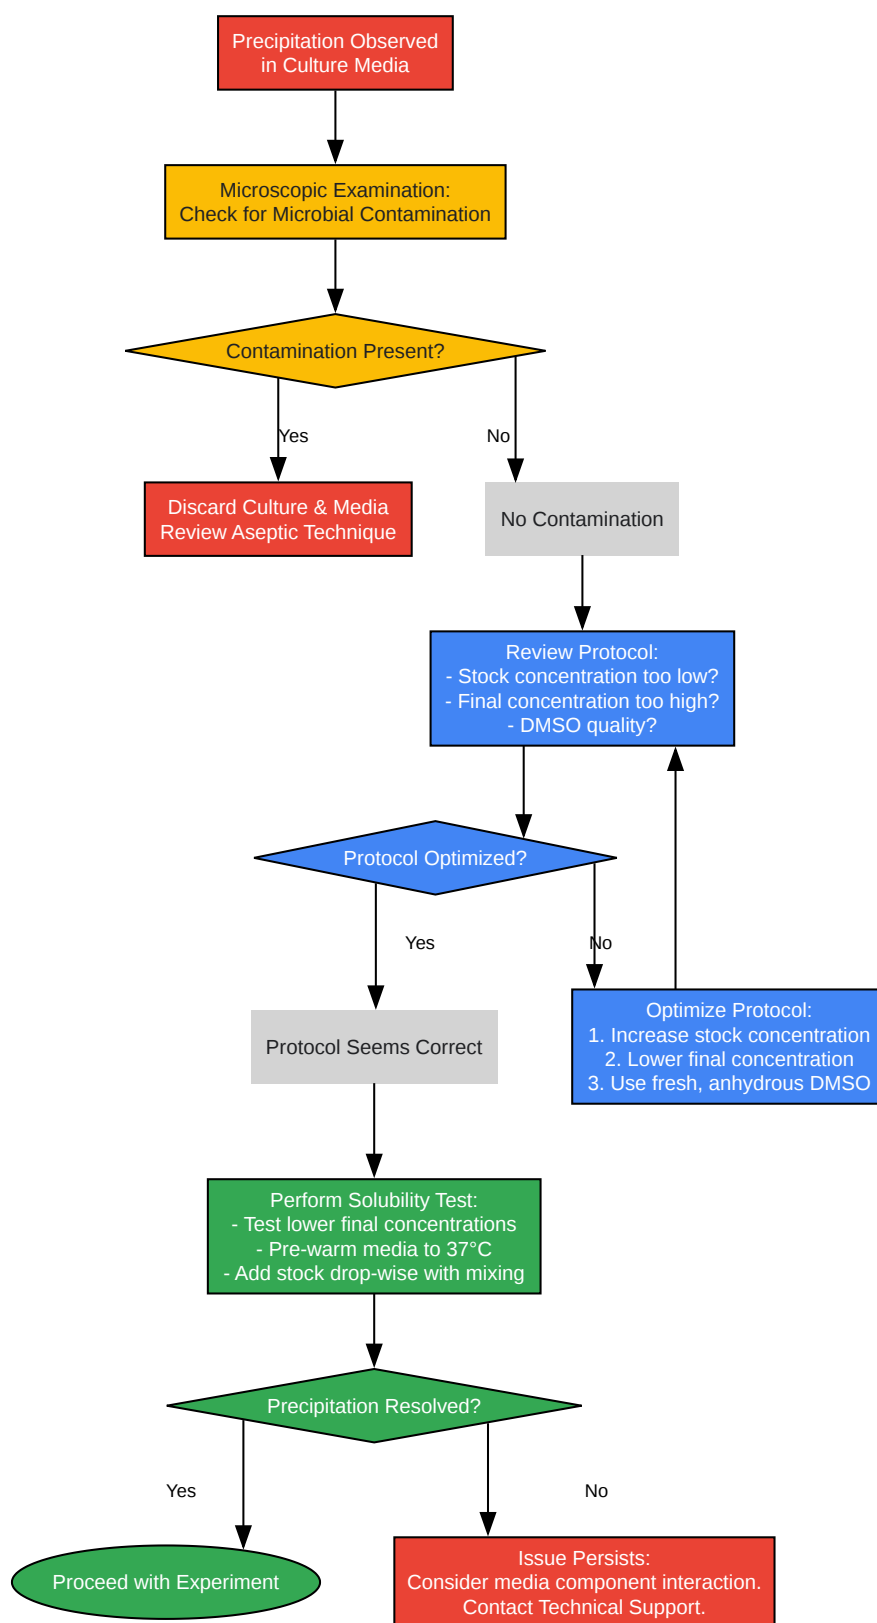 Precipitation Observed
in Culture Media
Microscopic Examination:
Check for Microbial Contamination
Contamination Present?
Yes
No
Discard Culture & Media
Review Aseptic Technique
No Contamination
Review Protocol:
- Stock concentration too low?
- Final concentration too high?
- DMSO quality?
Protocol Optimized?
Yes
No
Protocol Seems Correct
Optimize Protocol:
1. Increase stock concentration
2. Lower final concentration
3. Use fresh, anhydrous DMSO
Perform Solubility Test:
- Test lower final concentrations
- Pre-warm media to 37°C
- Add stock drop-wise with mixing
Precipitation Resolved?
Yes
No
Proceed with Experiment
Issue Persists:
Consider media component interaction.
Contact Technical Support.